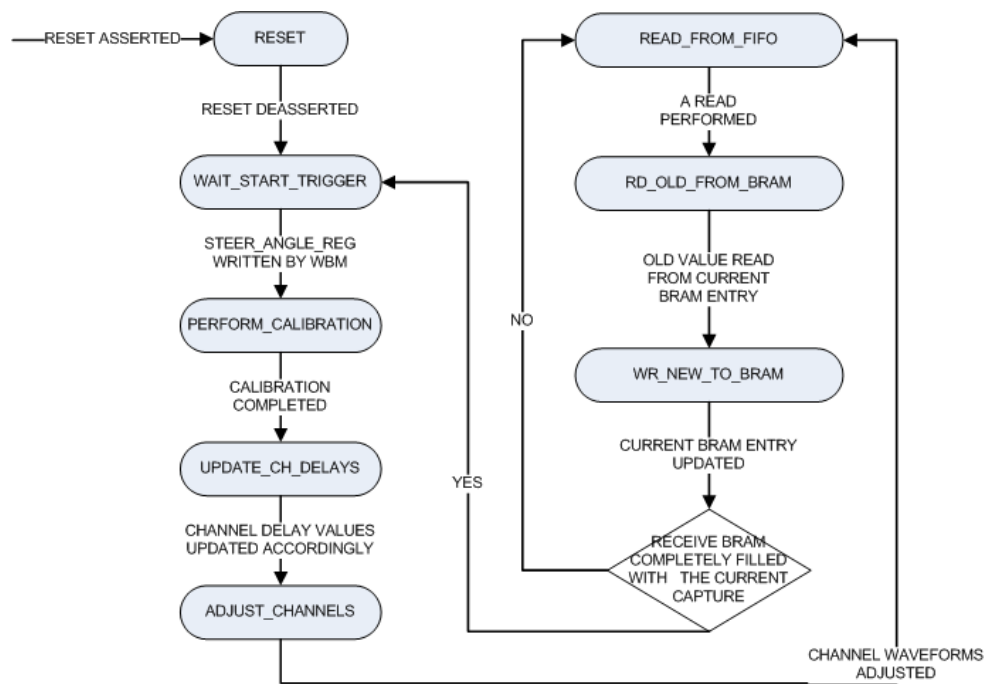 RESET ASSERTED
RESET
RESET DEASSERTED
WAIT_START_TRIGGER
STEER_ANGLE_REG
WRITTEN BY WBM
PERFORM_CALIBRATION
CALIBRATION
COMPLETED
UPDATE_CH_DELAYS
CHANNEL DELAY VALUES
UPDATED ACCORDINGLY
ADJUST_CHANNELS
CHANNEL WAVEFORMS
ADJUSTED
READ_FROM_FIFO
A READ
PERFORMED
RD_OLD_FROM_BRAM
OLD VALUE READ
FROM CURRENT
BRAM ENTRY
WR_NEW_TO_BRAM
CURRENT BRAM ENTRY
UPDATED
RECEIVE BRAM
COMPLETELY FILLED
WITH THE CURRENT
CAPTURE
NO
YES